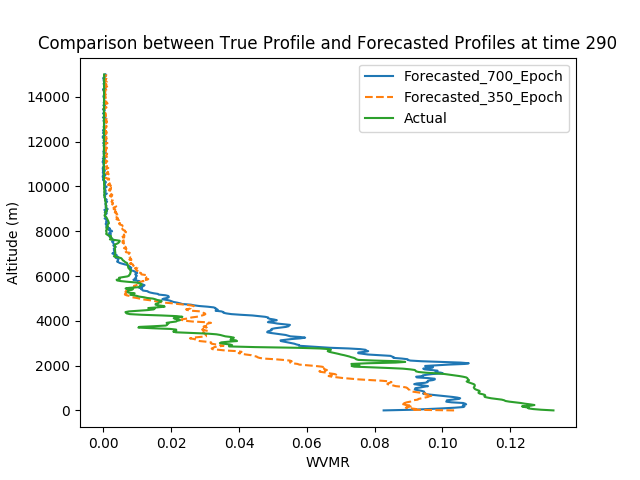 Comparison between True Profile and Forecasted Profiles at time 290
Forecasted_700_Epoch
Forecasted_350_Epoch
Actual
Altitude (m)
14000
12000
10000
8000
6000
4000
2000
0
0.00 0.02 0.04 0.06 0.08 0.10 0.12
WVMR